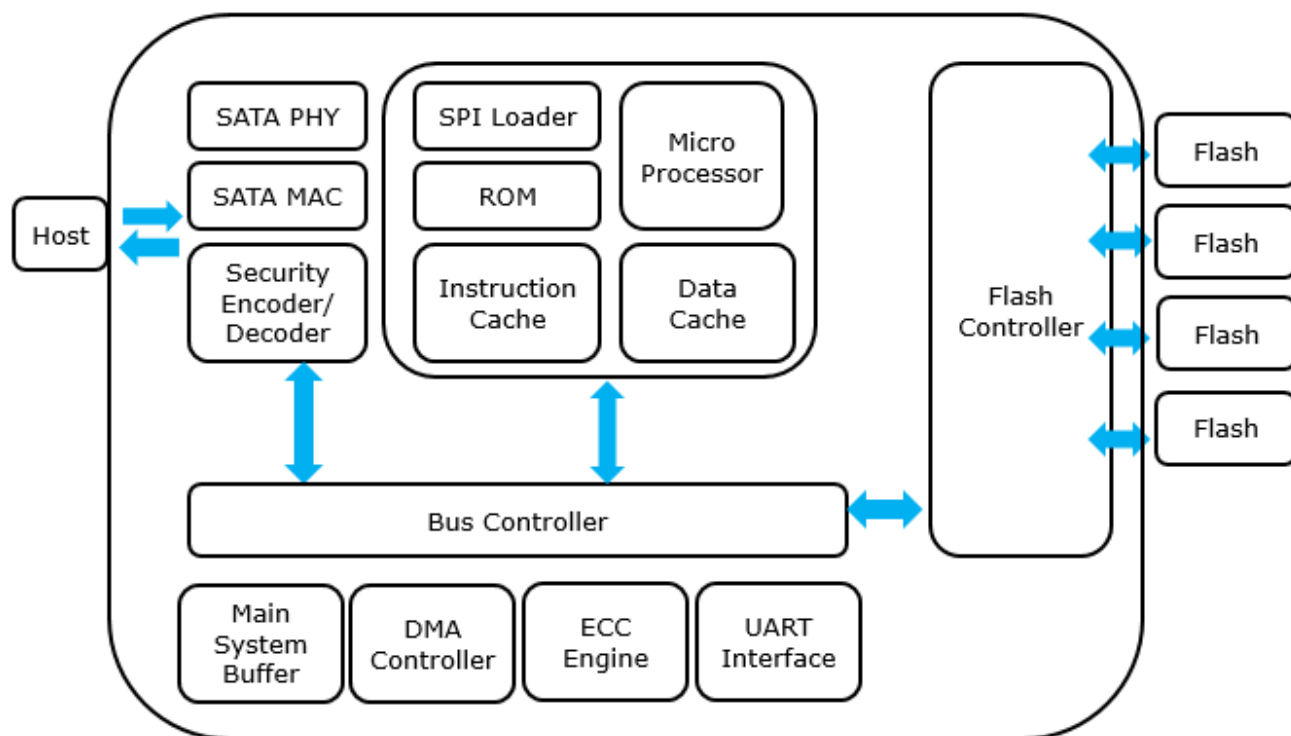 SATA PHY
SATA MAC
Host
Security
Encoder/
Decoder
SPI Loader
ROM
Instruction
Cache
Micro
Processor
Data
Cache
Flash
Controller
Flash
Flash
Flash
Flash
Bus Controller
Main
System
Buffer
DMA
Controller
ECC
Engine
UART
Interface